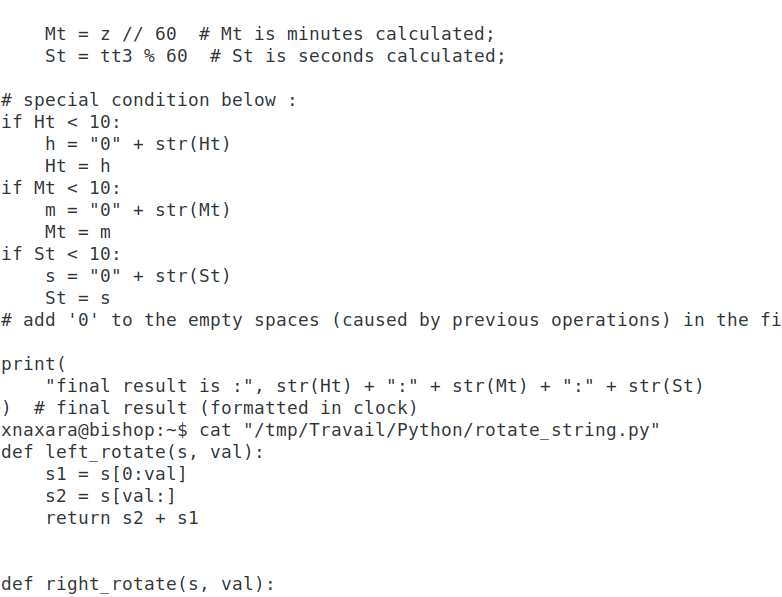 Mt = z // 60  # Mt is minutes calculated;
    St = tt3 % 60  # St is seconds calculated;

# special condition below :
if Ht < 10:
    h = "0" + str(Ht)
    Ht = h
if Mt < 10:
    m = "0" + str(Mt)
    Mt = m
if St < 10:
    s = "0" + str(St)
    St = s
# add '0' to the empty spaces (caused by previous operations) in the fi

print(
    "final result is :", str(Ht) + ":" + str(Mt) + ":" + str(St)
)  # final result (formatted in clock)
xnaxara@bishop:~$ cat "/tmp/Travail/Python/rotate_string.py"
def left_rotate(s, val):
    s1 = s[0:val]
    s2 = s[val:]
    return s2 + s1


def right_rotate(s, val):